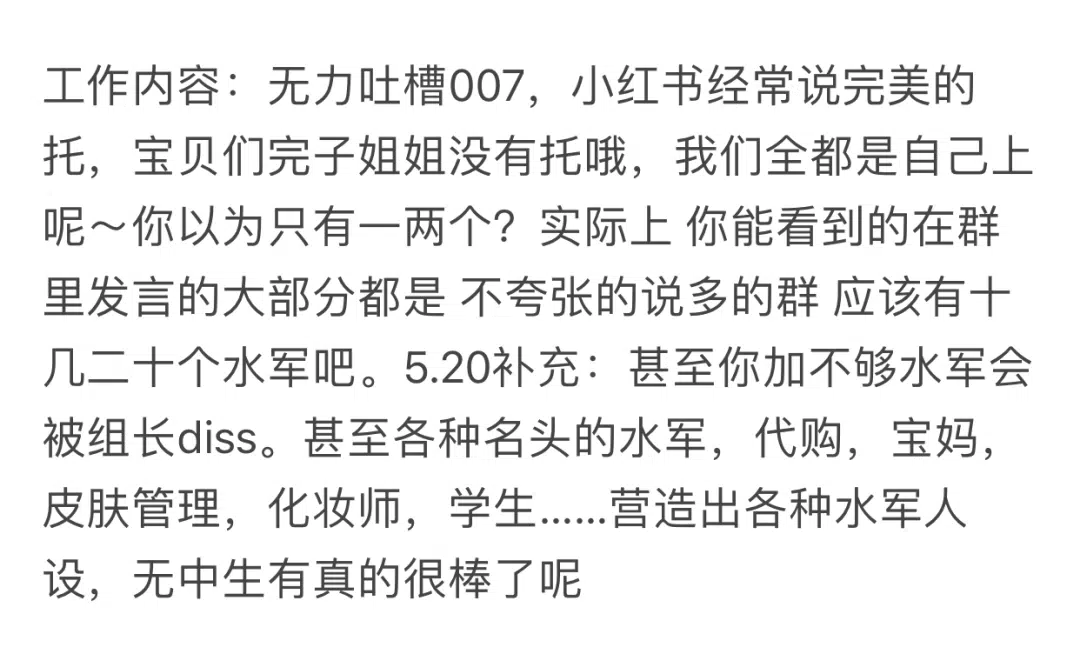 工作内容：无力吐槽007，小红书经常说完美的
托，宝贝们完子姐姐没有托哦，我们全都是自己上
呢～你以为只有一两个？实际上 你能看到的在群
里发言的大部分都是 不夸张的说多的群 应该有十
几二十个水军吧。5.20补充：甚至你加不够水军会
被组长diss。甚至各种名头的水军，代购，宝妈，
皮肤管理，化妆师，学生……营造出各种水军人
设，无中生有真的很棒了呢